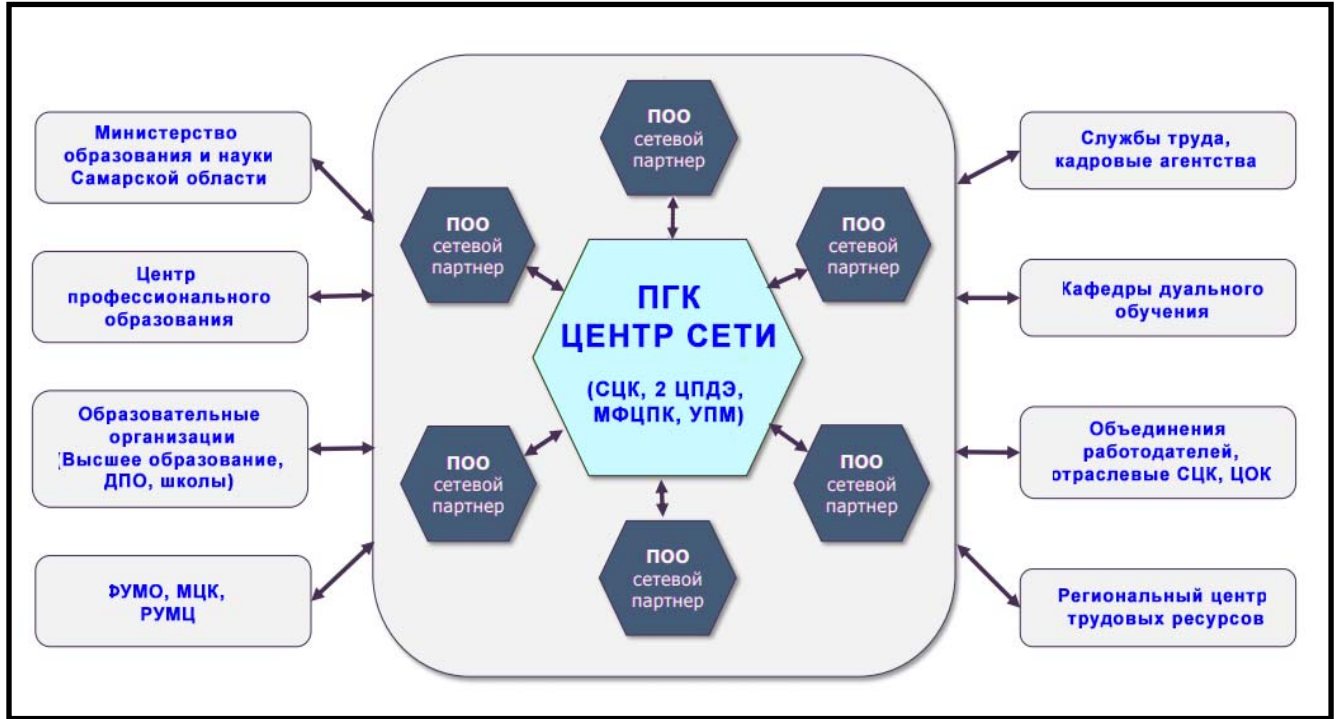 Министерство
образования и науки
Самарской области
Центр
профессионального
образования
Образовательные
организации
(Высшее образование,
ДПО, школы)
ФУМО, МЦК,
РУМЦ
ПОО
сетевой
партнер
ПОО
сетевой
партнер
ПОО
сетевой
партнер
ПГК
ЦЕНТР СЕТИ
(СЦК, 2 ЦПДЭ,
МФЦПК, УПМ)
ПОО
сетевой
партнер
ПОО
сетевой
партнер
ПОО
сетевой
партнер
Службы труда,
кадровые агентства
Кафедры дуального
обучения
Объединения
работодателей,
отраслевые СЦК, ЦОК
Региональный центр
трудовых ресурсов